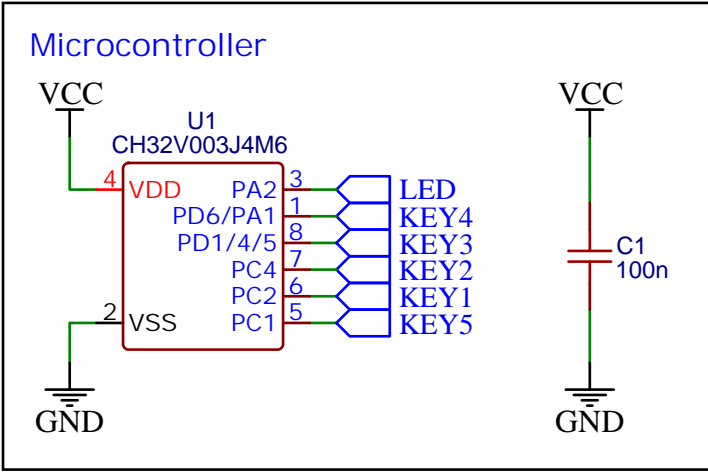 Microcontroller
VCC
VCC
U1
CH32V003J4M6
4 VDD
PA2 3 LED
PD6/PA1 1 KEY4
PD1/4/5 8 KEY3
PC4 7 KEY2
PC2 6 KEY1
2 VSS
PC1 5 KEY5
C1
100n
GND
GND